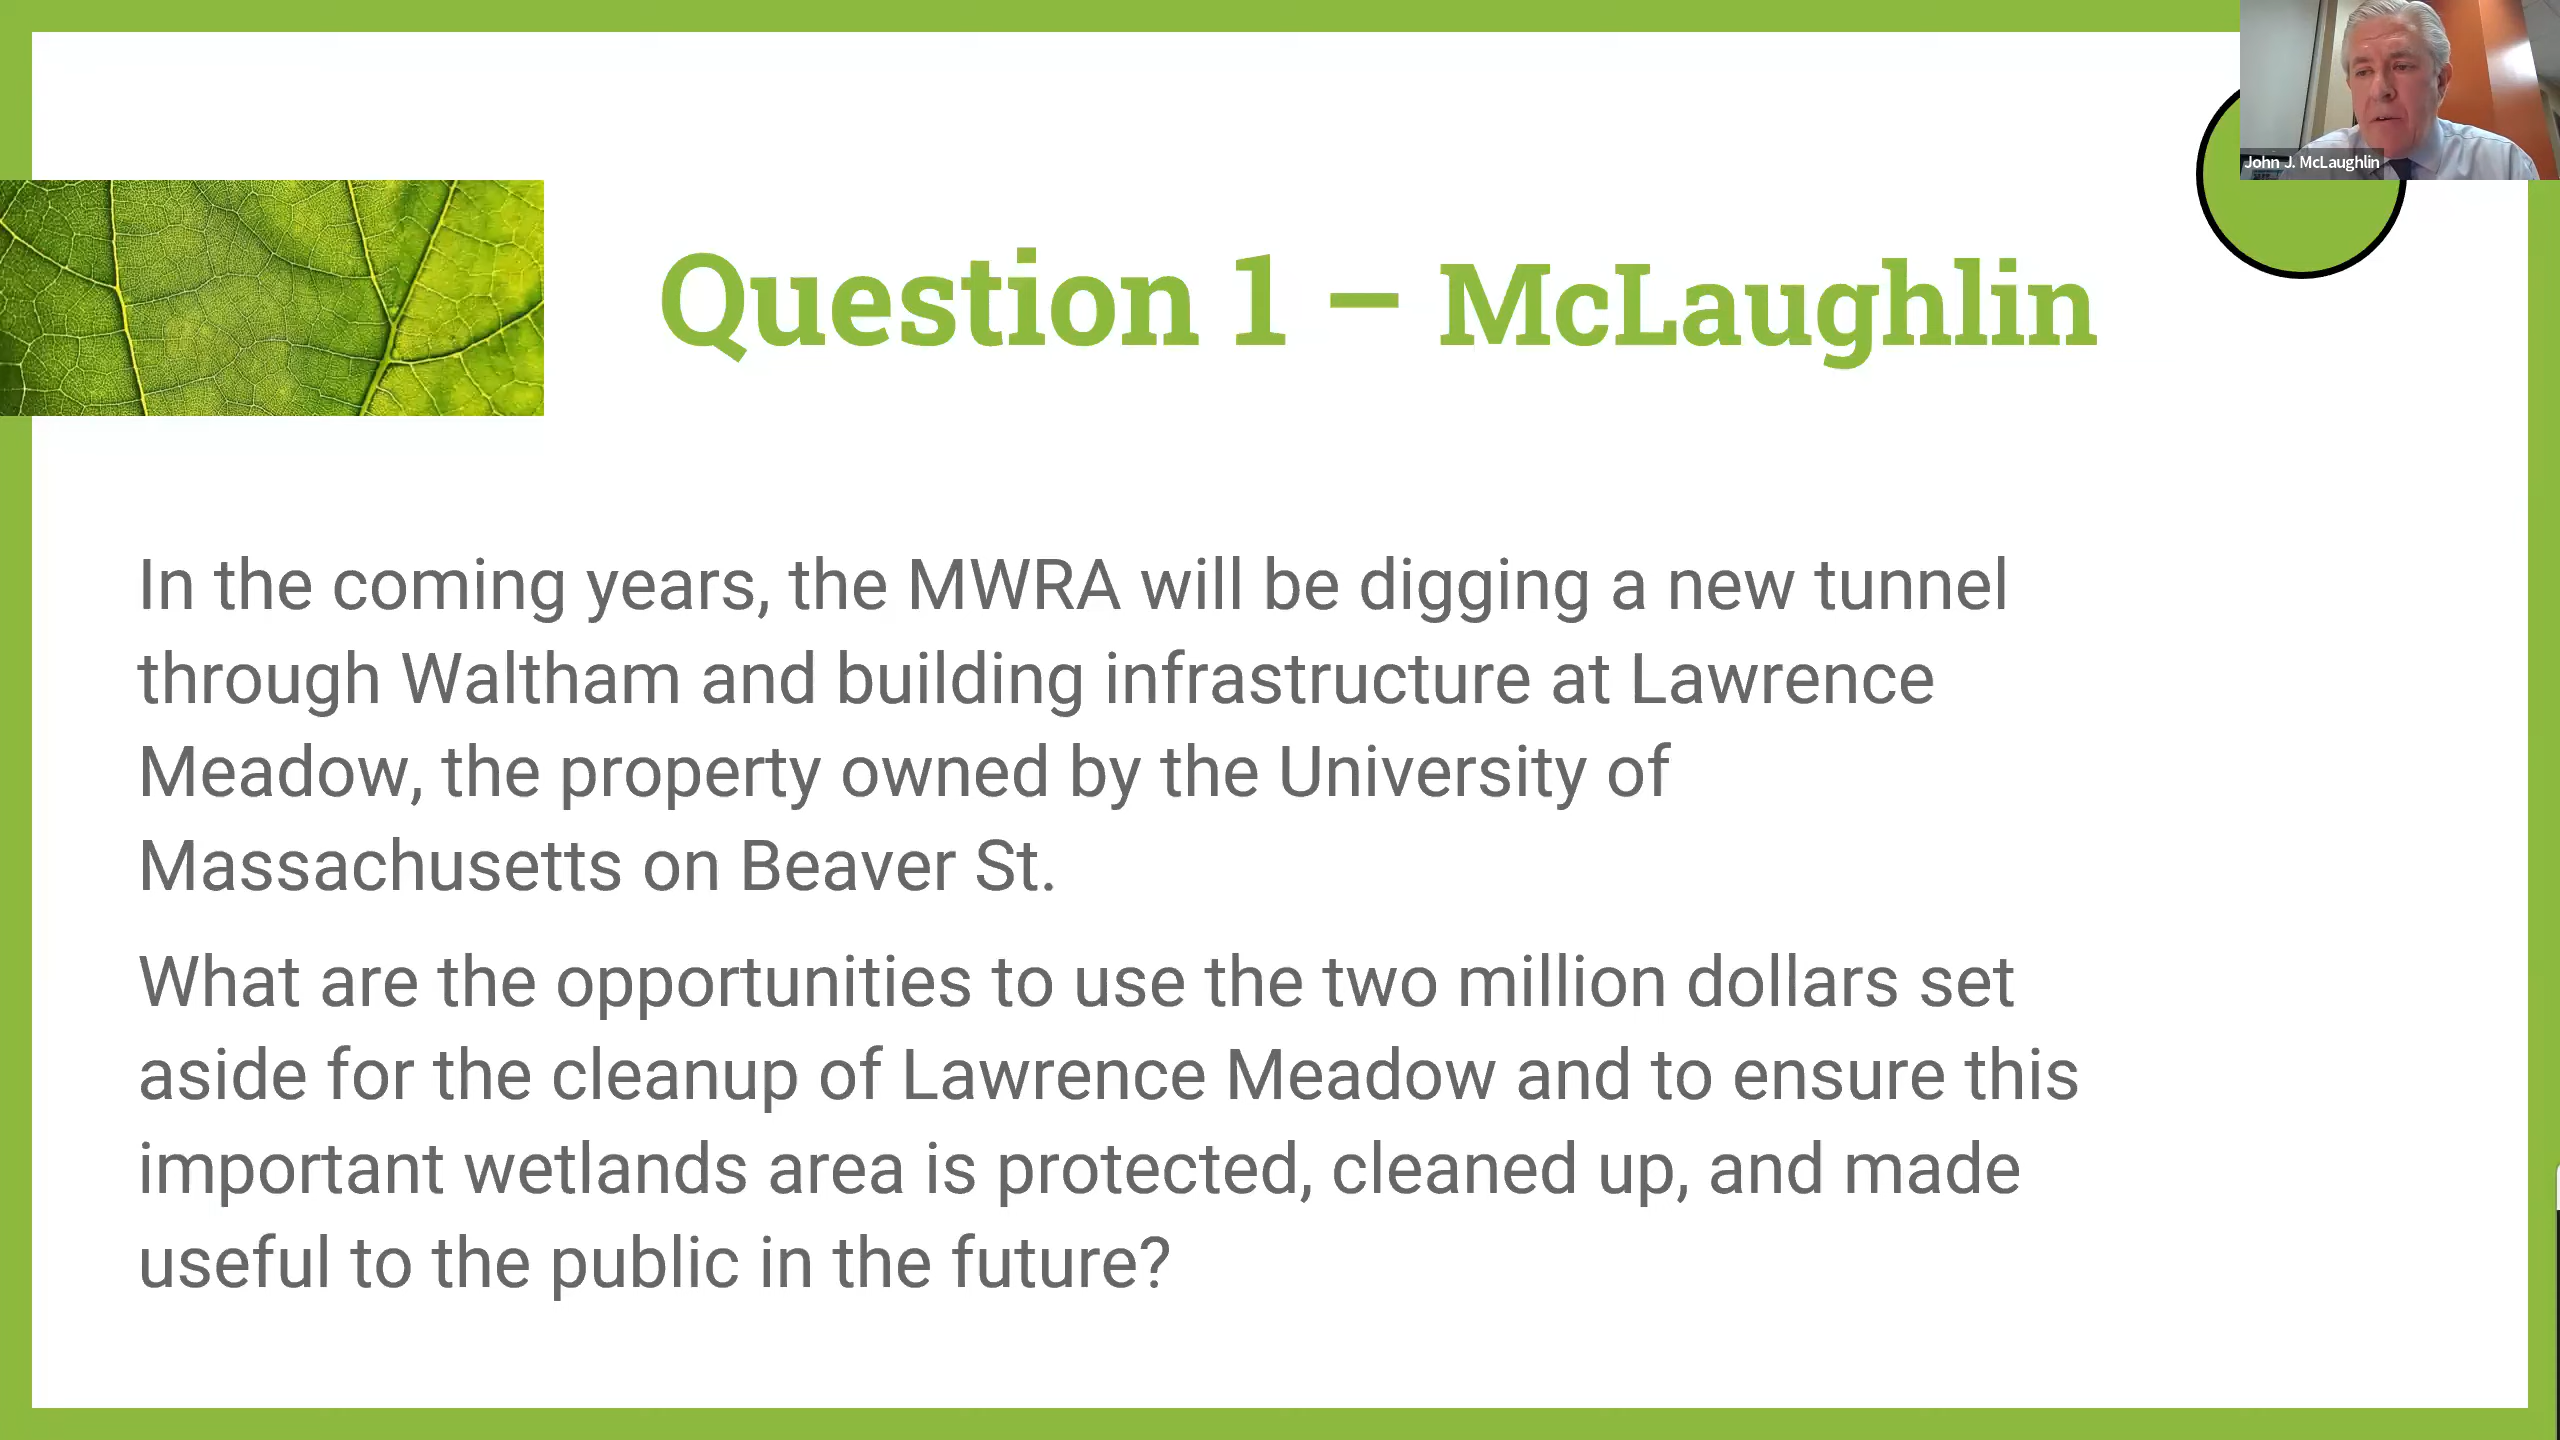 John J. McLaughlin
Question 1 – McLaughlin
In the coming years, the MWRA will be digging a new tunnel
through Waltham and building infrastructure at Lawrence
Meadow, the property owned by the University of
Massachusetts on Beaver St.
What are the opportunities to use the two million dollars set
aside for the cleanup of Lawrence Meadow and to ensure this
important wetlands area is protected, cleaned up, and made
useful to the public in the future?